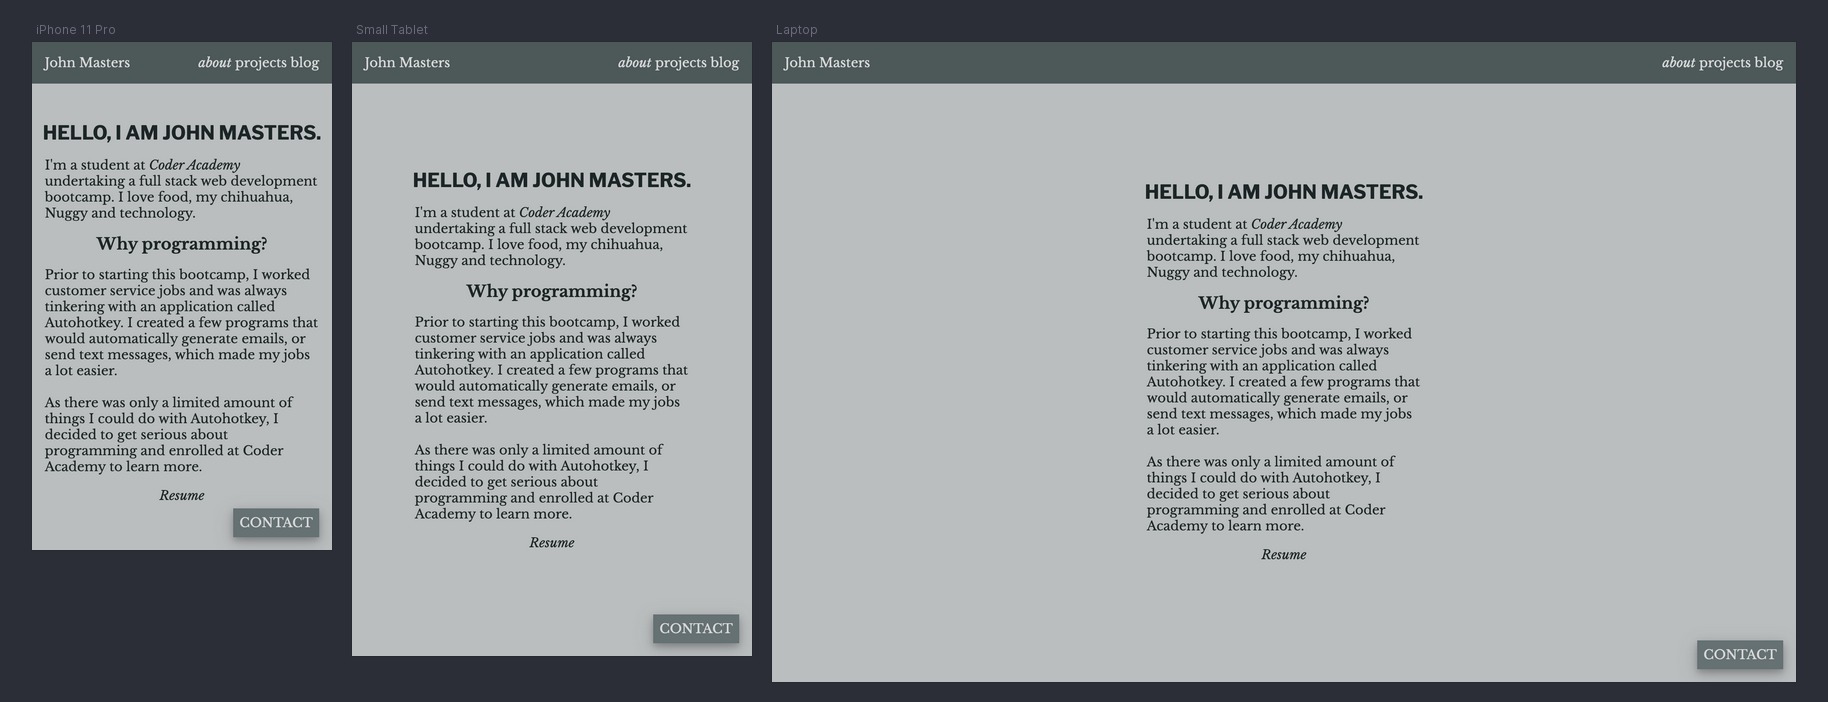 iPhone 11 Pro
John Masters
about projects blog
HELLO, I AM JOHN MASTERS.
I'm a student at Coder Academy
undertaking a full stack web development
bootcamp. I love food, my chihuahua,
Nuggy and technology.
Why programming?
Prior to starting this bootcamp, I worked
customer service jobs and was always
tinkering with an application called
Autohotkey. I created a few programs that
would automatically generate emails, or
send text messages, which made my jobs
a lot easier.
As there was only a limited amount of
things I could do with Autohotkey, I
decided to get serious about
programming and enrolled at Coder
Academy to learn more.
Resume
CONTACT
Small Tablet
John Masters
about projects blog
HELLO, I AM JOHN MASTERS.
I'm a student at Coder Academy
undertaking a full stack web development
bootcamp. I love food, my chihuahua,
Nuggy and technology.
Why programming?
Prior to starting this bootcamp, I worked
customer service jobs and was always
tinkering with an application called
Autohotkey. I created a few programs that
would automatically generate emails, or
send text messages, which made my jobs
a lot easier.
As there was only a limited amount of
things I could do with Autohotkey, I
decided to get serious about
programming and enrolled at Coder
Academy to learn more.
Resume
CONTACT
Laptop
John Masters
about projects blog
HELLO, I AM JOHN MASTERS.
I'm a student at Coder Academy
undertaking a full stack web development
bootcamp. I love food, my chihuahua,
Nuggy and technology.
Why programming?
Prior to starting this bootcamp, I worked
customer service jobs and was always
tinkering with an application called
Autohotkey. I created a few programs that
would automatically generate emails, or
send text messages, which made my jobs
a lot easier.
As there was only a limited amount of
things I could do with Autohotkey, I
decided to get serious about
programming and enrolled at Coder
Academy to learn more.
Resume
CONTACT